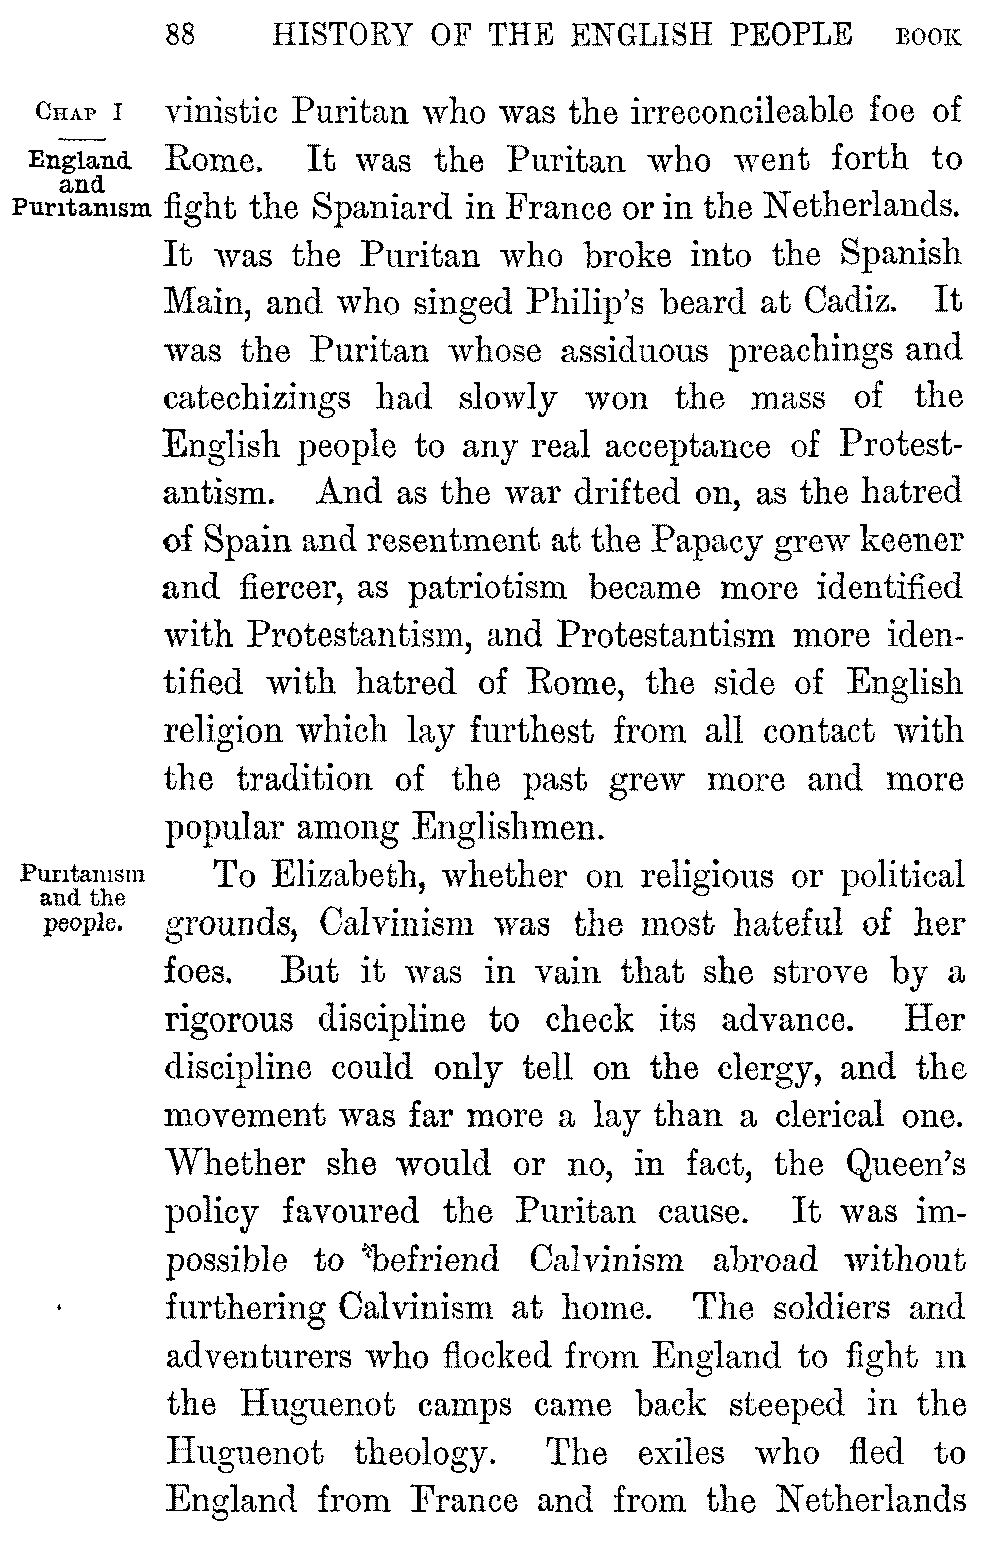 88 HISTORY OF THE ENGLISH PEOPLE BOOK
CHAP I
England
and
Puritanism
vinistic Puritan who was the irreconcileable foe of
Rome. It was the Puritan who went forth to
fight the Spaniard in France or in the Netherlands.
It was the Puritan who broke into the Spanish
Main, and who singed Philip's beard at Cadiz. It
was the Puritan whose assiduous preachings and
catechizings had slowly won the mass of the
English people to any real acceptance of Protest-
antism. And as the war drifted on, as the hatred
of Spain and resentment at the Papacy grew keener
and fiercer, as patriotism became more identified
with Protestantism, and Protestantism more iden-
tified with hatred of Rome, the side of English
religion which lay furthest from all contact with
the tradition of the past grew more and more
popular among Englishmen.
Puritanism
and the
people.
To Elizabeth, whether on religious or political
grounds, Calvinism was the most hateful of her
foes. But it was in vain that she strove by a
rigorous discipline to check its advance. Her
discipline could only tell on the clergy, and the
movement was far more a lay than a clerical one.
Whether she would or no, in fact, the Queen's
policy favoured the Puritan cause. It was im-
possible to befriend Calvinism abroad without
furthering Calvinism at home. The soldiers and
adventurers who flocked from England to fight in
the Huguenot camps came back steeped in the
Huguenot theology. The exiles who fled to
England from France and from the Netherlands